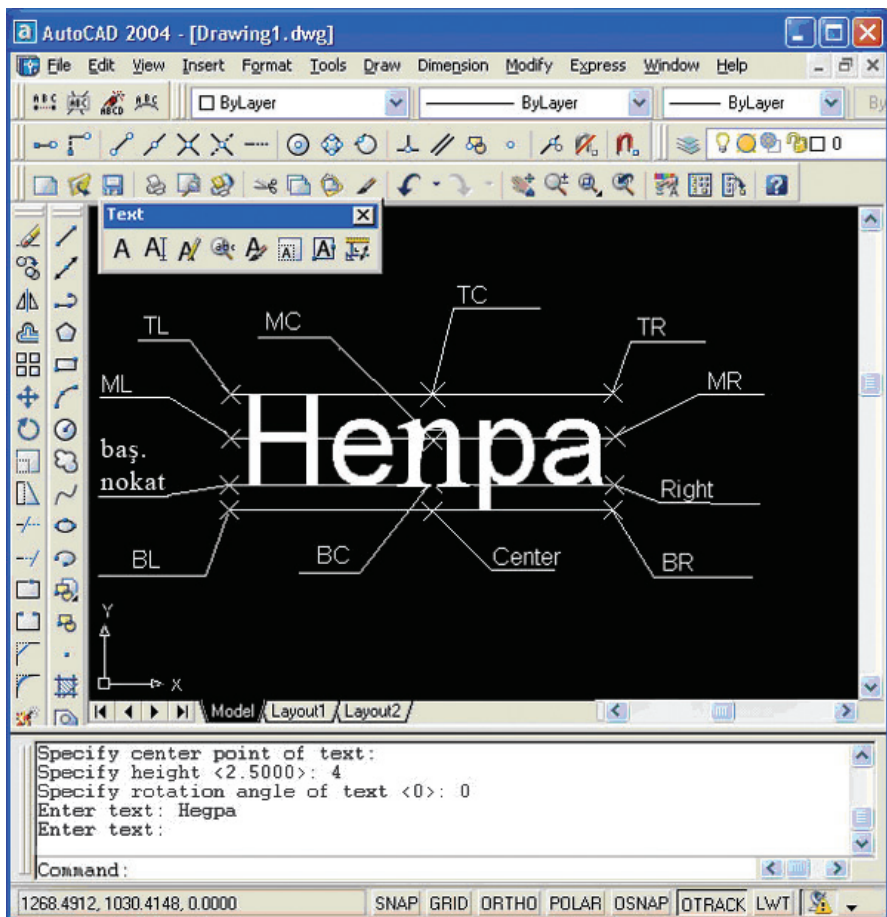 AutoCAD 2004 - [Drawing1.dwg]
File Edit View Insert Format Tools Draw Dimension Modify Express Window Help
ByLayer ByLayer ByLayer By
0
Text
TC
TL MC TR
ML MR
Henpa
baş.
nokat
Right
BL BC Center BR
Y
X
Model Layout1 Layout2
Specify center point of text:
Specify height <2.5000>: 4
Specify rotation angle of text <0>: 0
Enter text: Hegpa
Enter text:
Command:
1268.4912, 1030.4148, 0.0000 SNAP GRID ORTHO POLAR OSNAP OTRACK LWT